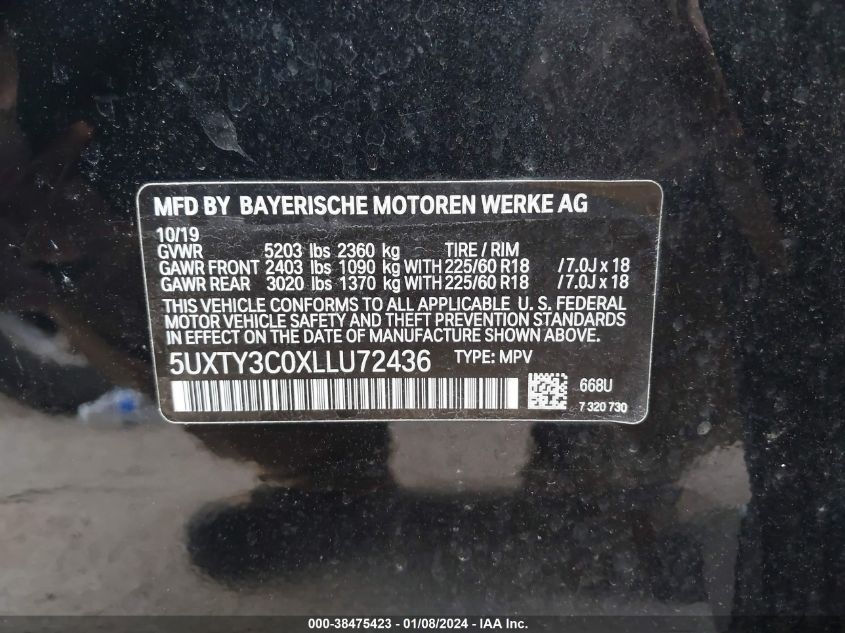 MFD BY BAYERISCHE MOTOREN WERKE AG
10/19
GVWR 5203 lbs 2360 kg TIRE / RIM
GAWR FRONT 2403 lbs 1090 kg WITH 225/60 R18 /7.0J x 18
GAWR REAR 3020 lbs 1370 kg WITH 225/60 R18 /7.0J x 18
THIS VEHICLE CONFORMS TO ALL APPLICABLE U. S. FEDERAL
MOTOR VEHICLE SAFETY AND THEFT PREVENTION STANDARDS
IN EFFECT ON THE DATE OF MANUFACTURE SHOWN ABOVE.
5UXTY3C0XLLU72436 TYPE: MPV
668U
7 320 730
000-38475423 - 01/08/2024 - IAA, Inc.